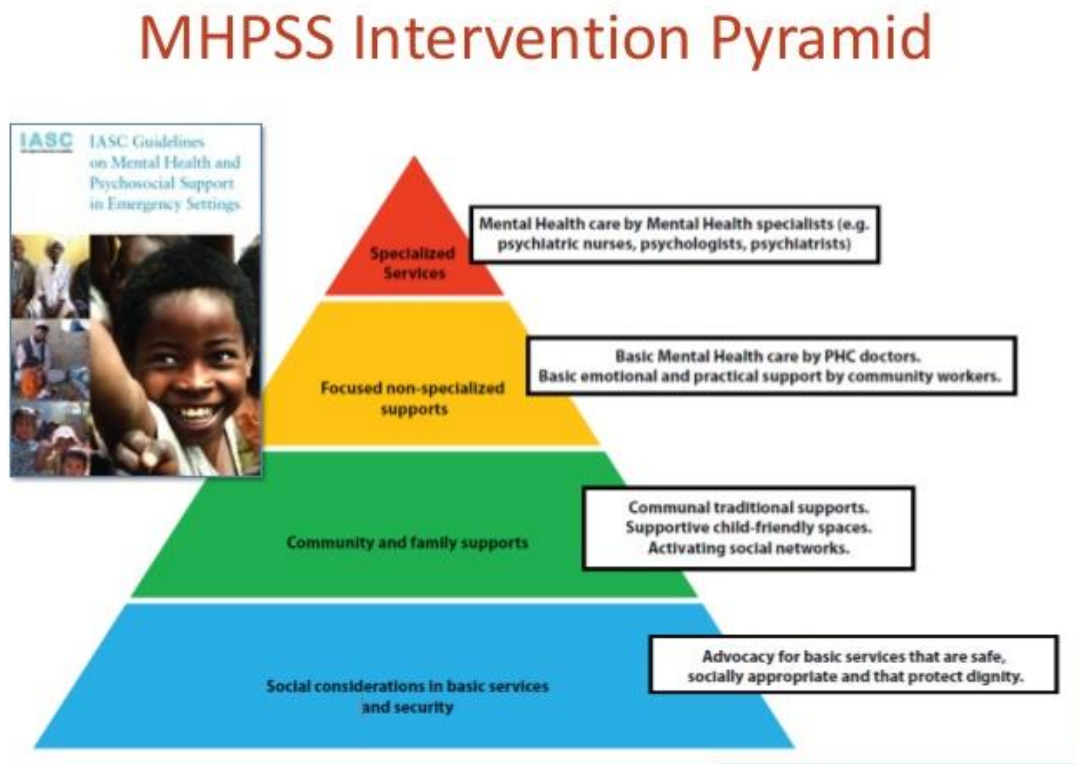 MHPSS Intervention Pyramid
IASC
IASC Guidelines
on Mental Health and
Psychosocial Support
in Emergency Settings
Specialized
Services
Mental Health care by Mental Health specialists (e.g.
psychiatric nurses, psychologists, psychiatrists)
Focused non-specialized
supports
Basic Mental Health care by PHC doctors.
Basic emotional and practical support by community workers.
Community and family supports
Communal traditional supports.
Supportive child-friendly spaces.
Activating social networks.
Social considerations in basic services
and security
Advocacy for basic services that are safe,
socially appropriate and that protect dignity.